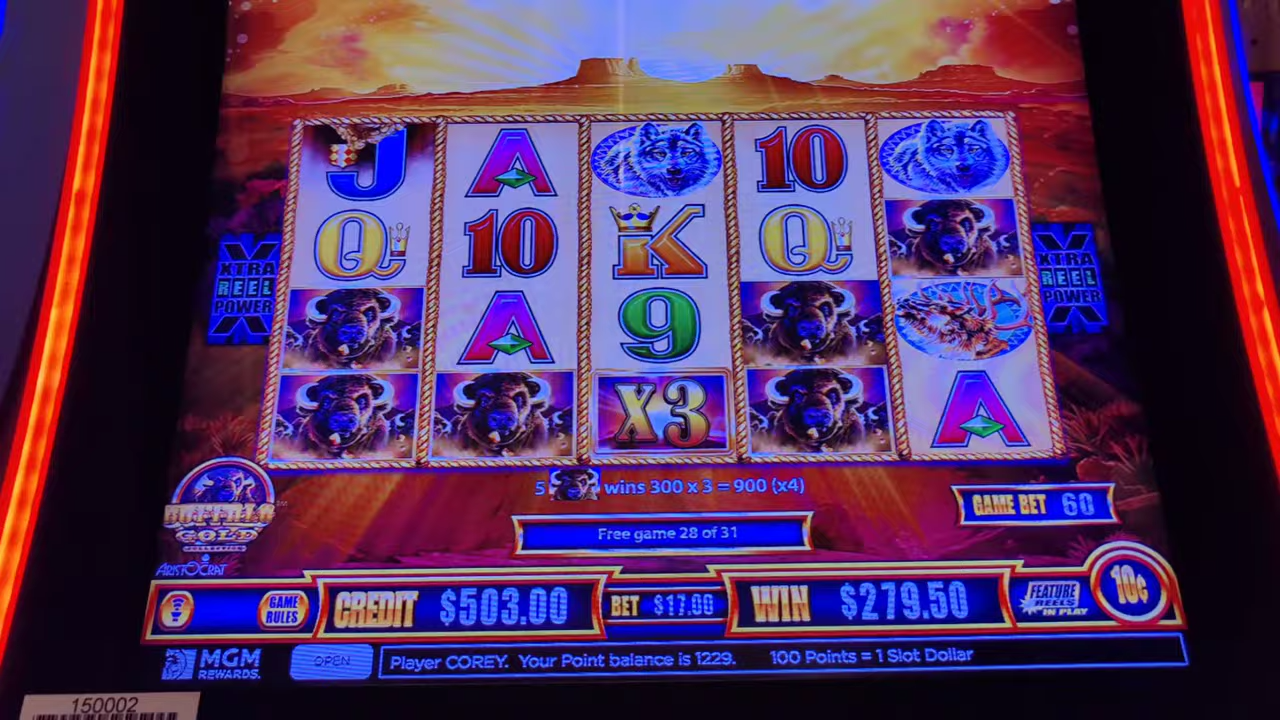 J A 10
Q 10 K Q
A 9
X3 A
XTRA REEL POWER
XTRA REEL POWER
5 wins 300 x 3 = 900 (x4)
GAME BET 60
Free game 28 of 31
BUFFALO GOLD
COLLECTION
ARISTOCRAT
GAME RULES
CREDIT $503.00
BET $17.00
WIN $279.50
FEATURE REELS IN PLAY
10¢
MGM REWARDS.
OPEN
Player COREY. Your Point balance is 1229. 100 Points = 1 Slot Dollar
150002